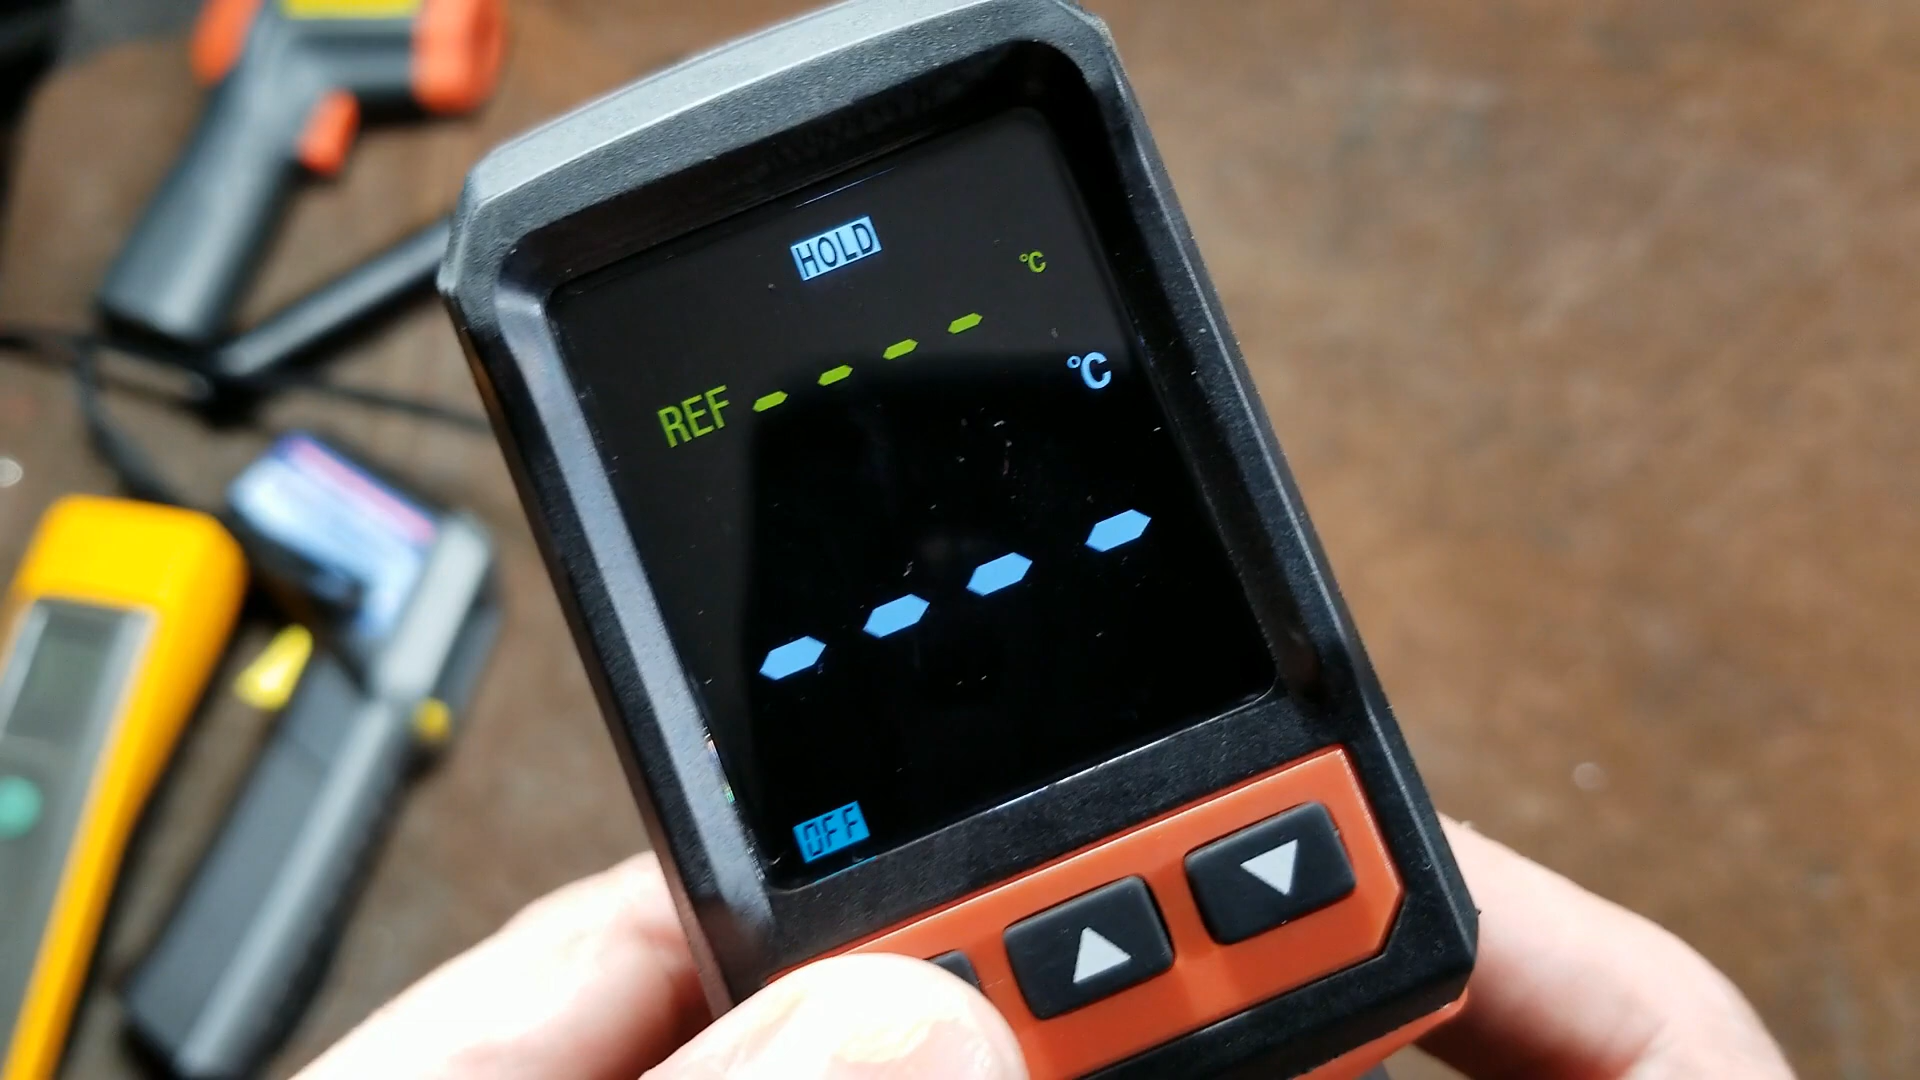 HOLD
°C
REF - - - -
°C
- - - -
OFF